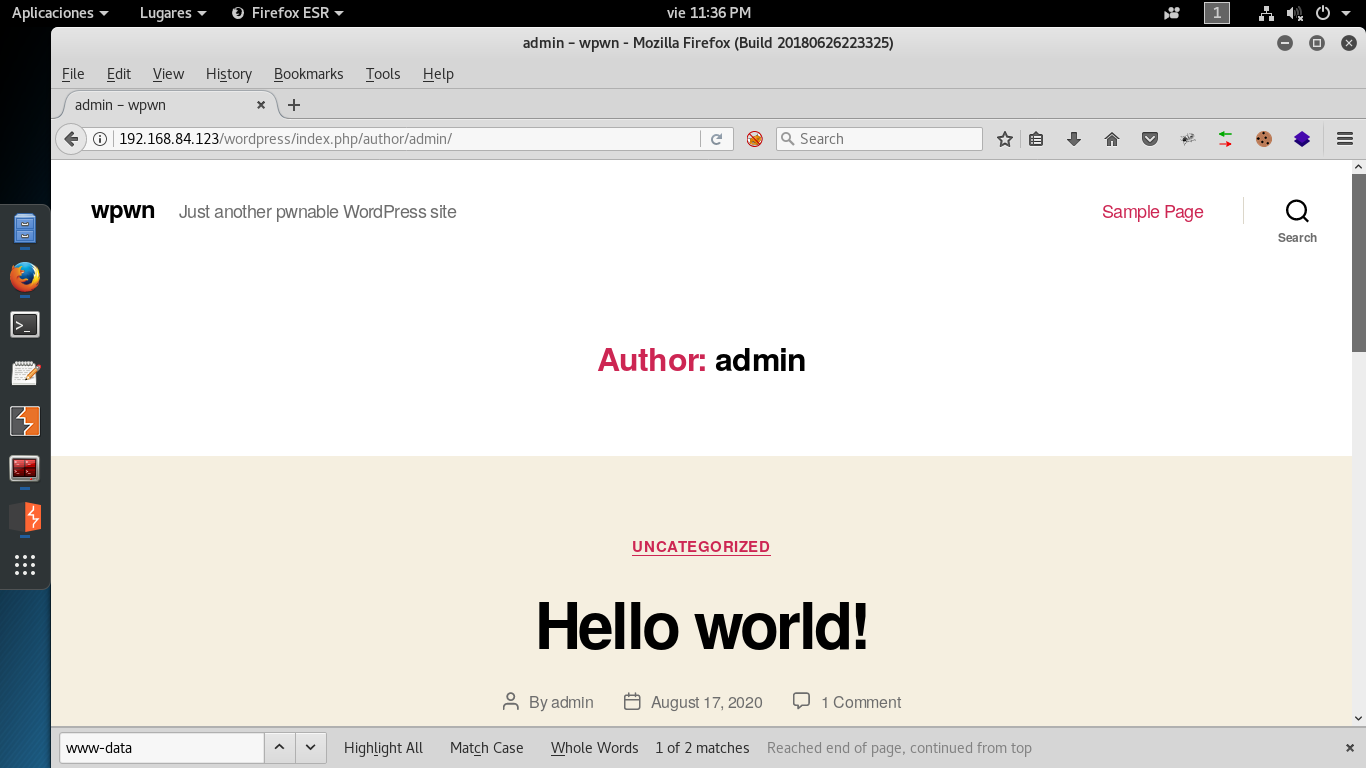 Aplicaciones Lugares Firefox ESR vie 11:36 PM 1
admin – wpwn - Mozilla Firefox (Build 20180626223325)
File Edit View History Bookmarks Tools Help
admin – wpwn
192.168.84.123/wordpress/index.php/author/admin/ Search
wpwn Just another pwnable WordPress site Sample Page
Search
Author: admin
UNCATEGORIZED
Hello world!
By admin August 17, 2020 1 Comment
www-data Highlight All Match Case Whole Words 1 of 2 matches Reached end of page, continued from top